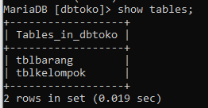 MariaDB [dbtoko]> show tables;
+------------------+
| Tables_in_dbtoko |
+------------------+
| tblbarang        |
| tblkelompok      |
+------------------+
2 rows in set (0.019 sec)